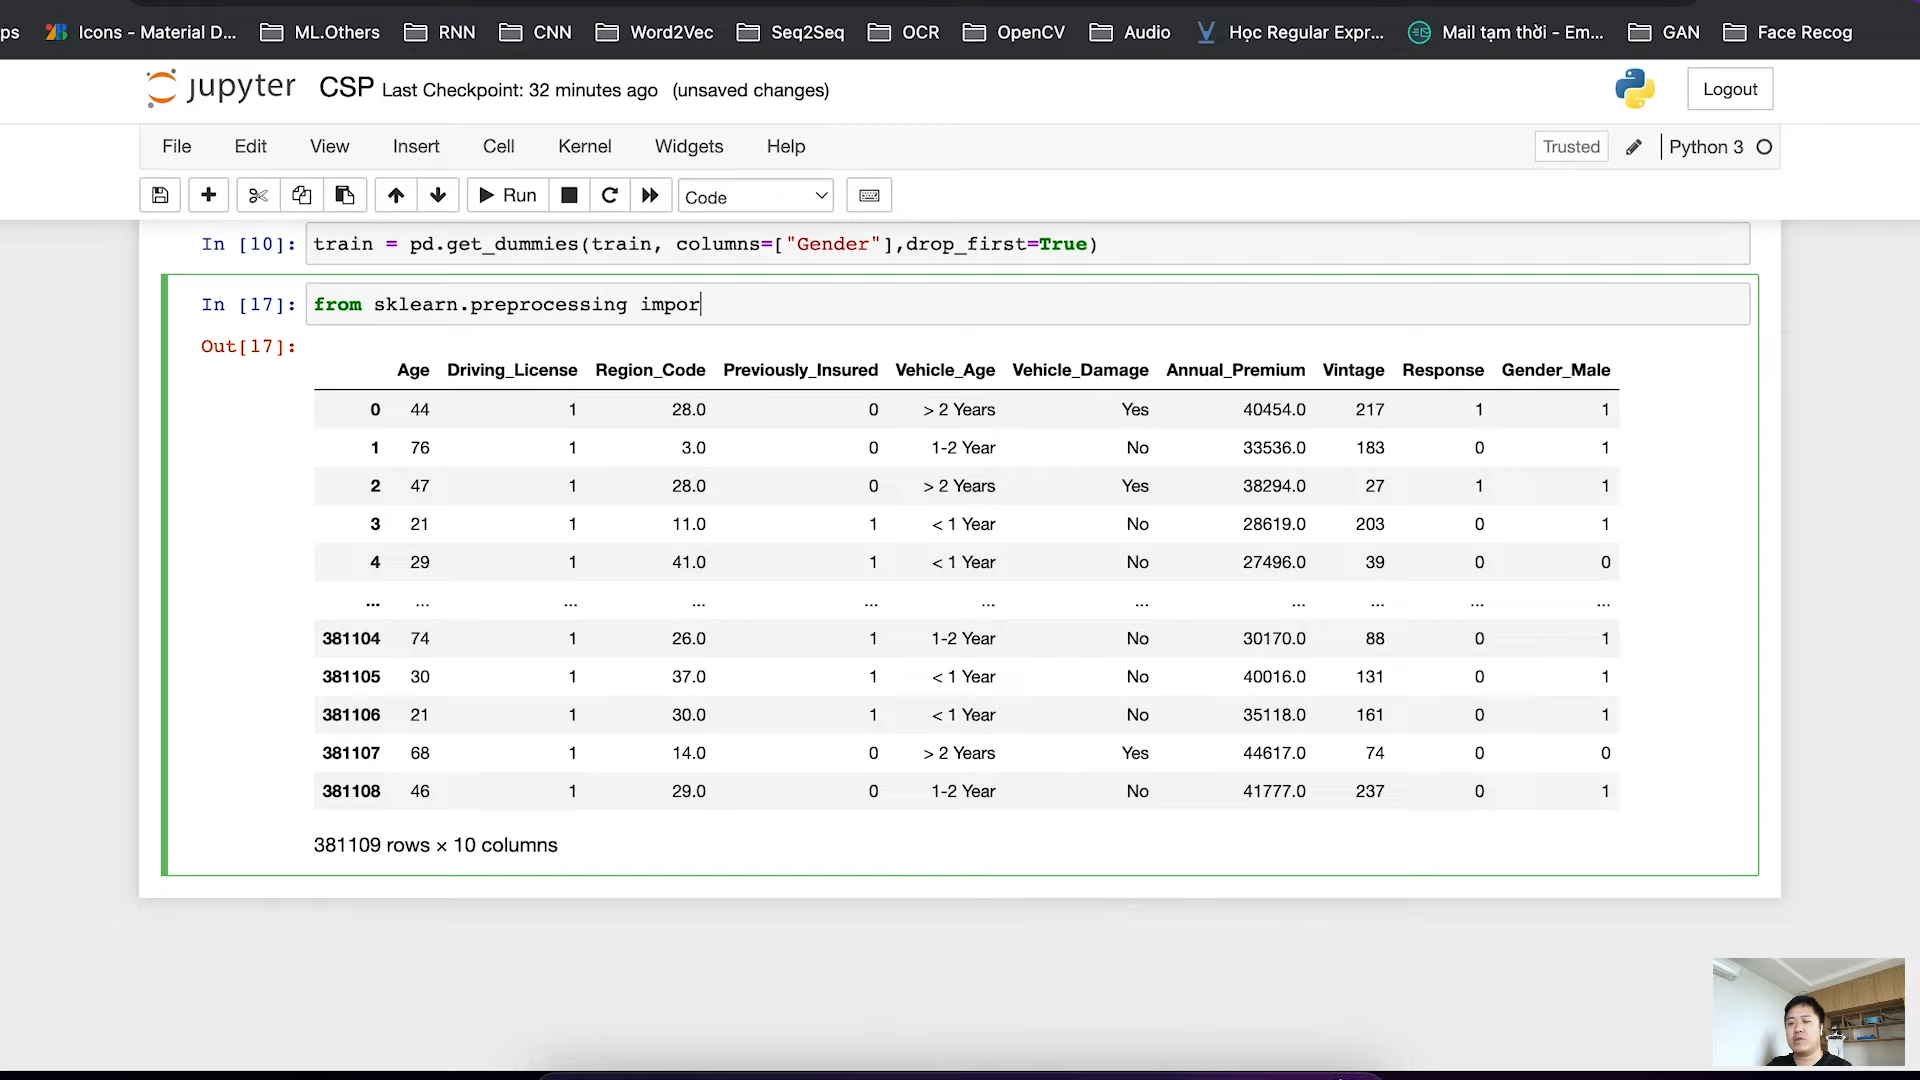 ps Icons - Material D... ML.Others RNN CNN Word2Vec Seq2Seq OCR OpenCV Audio Học Regular Expr... Mail tạm thời - Em... GAN Face Recog
jupyter CSP Last Checkpoint: 32 minutes ago (unsaved changes) Logout
File Edit View Insert Cell Kernel Widgets Help Trusted Python 3
Run Code
In [10]: train = pd.get_dummies(train, columns=["Gender"],drop_first=True)
In [17]: from sklearn.preprocessing impor
Out[17]:
Age Driving_License Region_Code Previously_Insured Vehicle_Age Vehicle_Damage Annual_Premium Vintage Response Gender_Male
0 44 1 28.0 0 > 2 Years Yes 40454.0 217 1 1
1 76 1 3.0 0 1-2 Year No 33536.0 183 0 1
2 47 1 28.0 0 > 2 Years Yes 38294.0 27 1 1
3 21 1 11.0 1 < 1 Year No 28619.0 203 0 1
4 29 1 41.0 1 < 1 Year No 27496.0 39 0 0
... ... ... ... ... ... ... ... ... ... ...
381104 74 1 26.0 1 1-2 Year No 30170.0 88 0 1
381105 30 1 37.0 1 < 1 Year No 40016.0 131 0 1
381106 21 1 30.0 1 < 1 Year No 35118.0 161 0 1
381107 68 1 14.0 0 > 2 Years Yes 44617.0 74 0 0
381108 46 1 29.0 0 1-2 Year No 41777.0 237 0 1
381109 rows × 10 columns